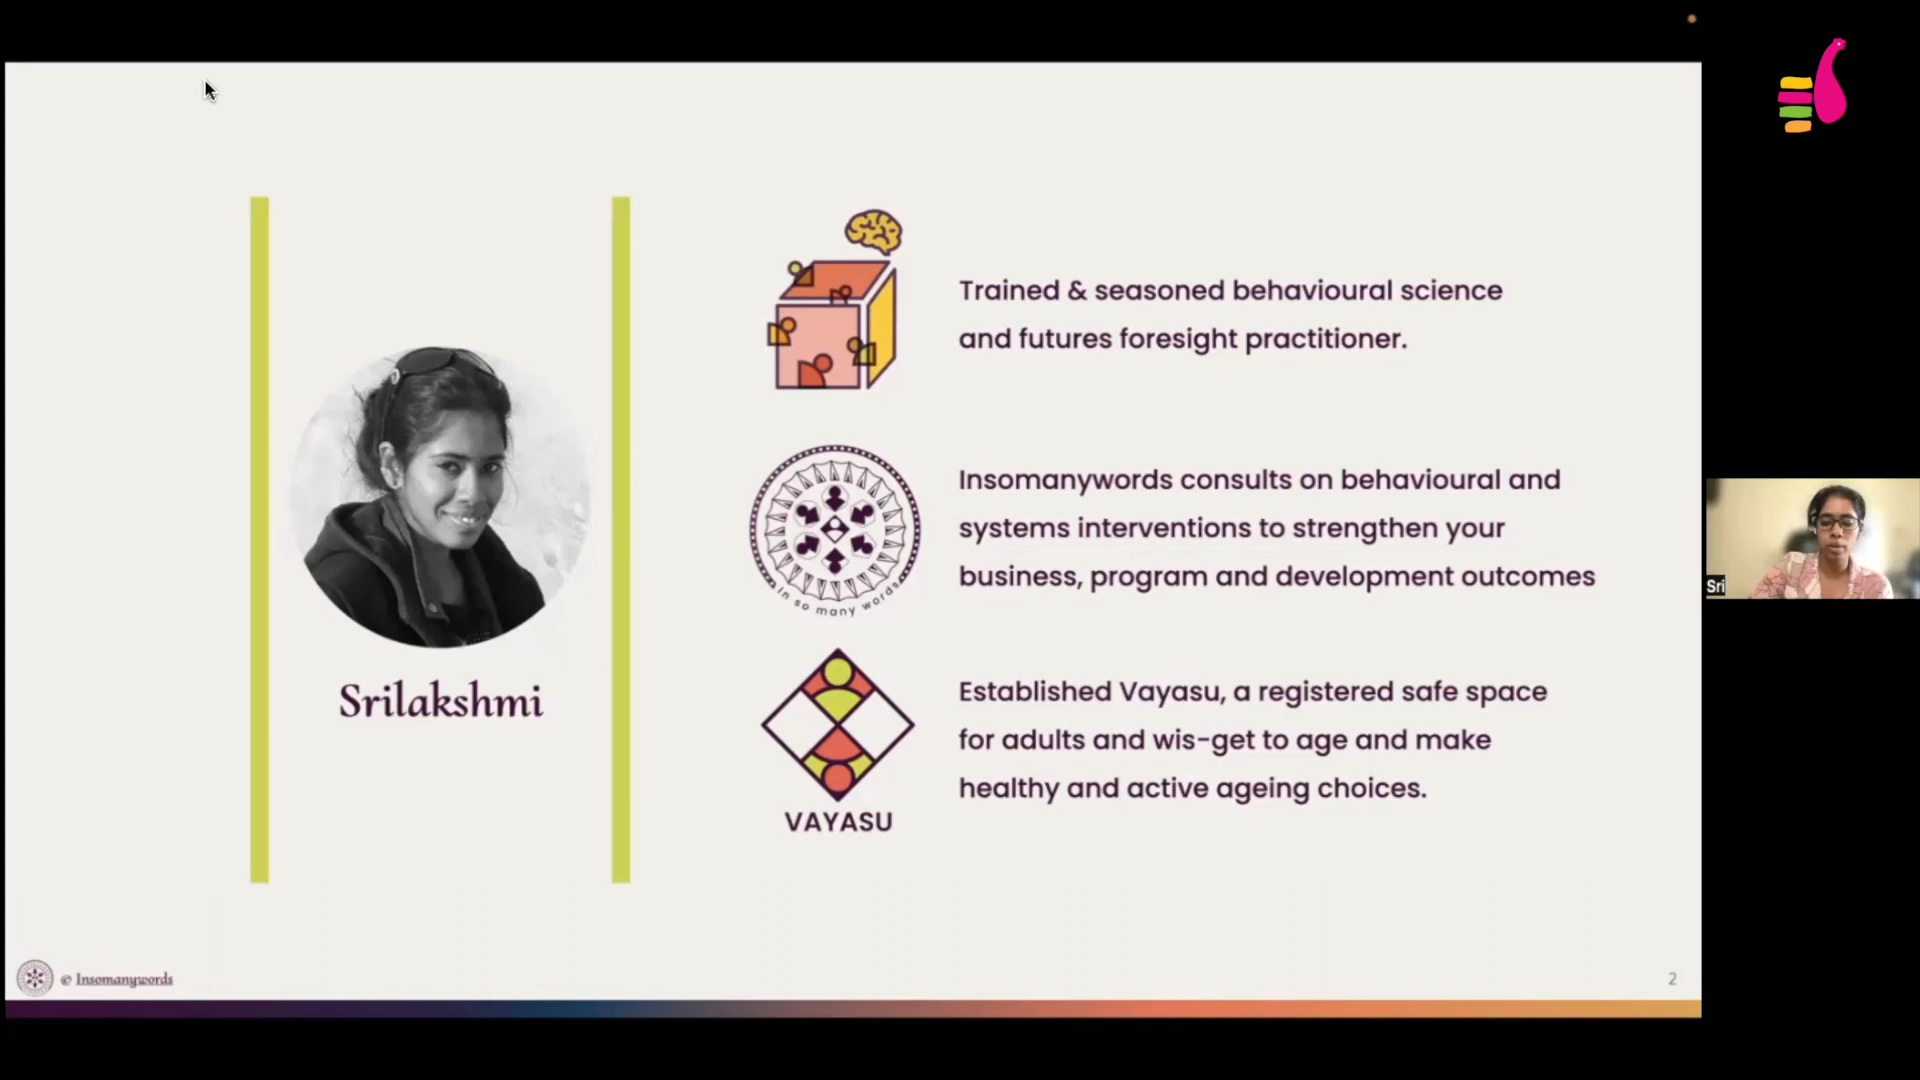 Trained & seasoned behavioural science
and futures foresight practitioner.
in so many words
Insomanywords consults on behavioural and
systems interventions to strengthen your
business, program and development outcomes
Srilakshmi
Established Vayasu, a registered safe space
for adults and wis-get to age and make
healthy and active ageing choices.
VAYASU
© Insomanywords
2
Sri